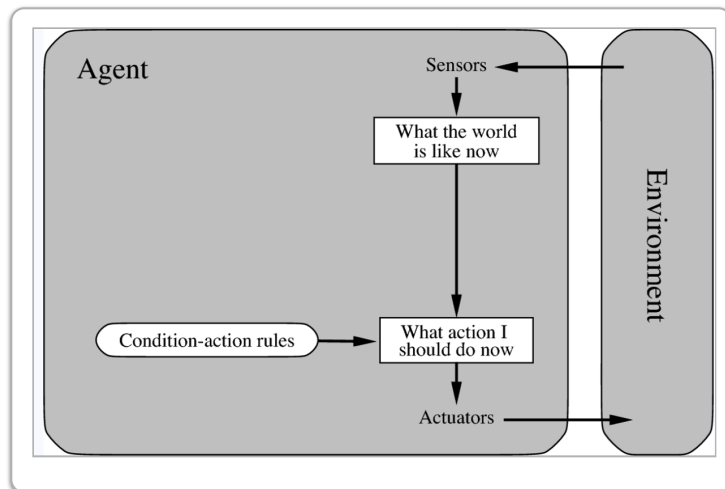 Agent
Sensors
What the world
is like now
Environment
Condition-action rules
What action I
should do now
Actuators